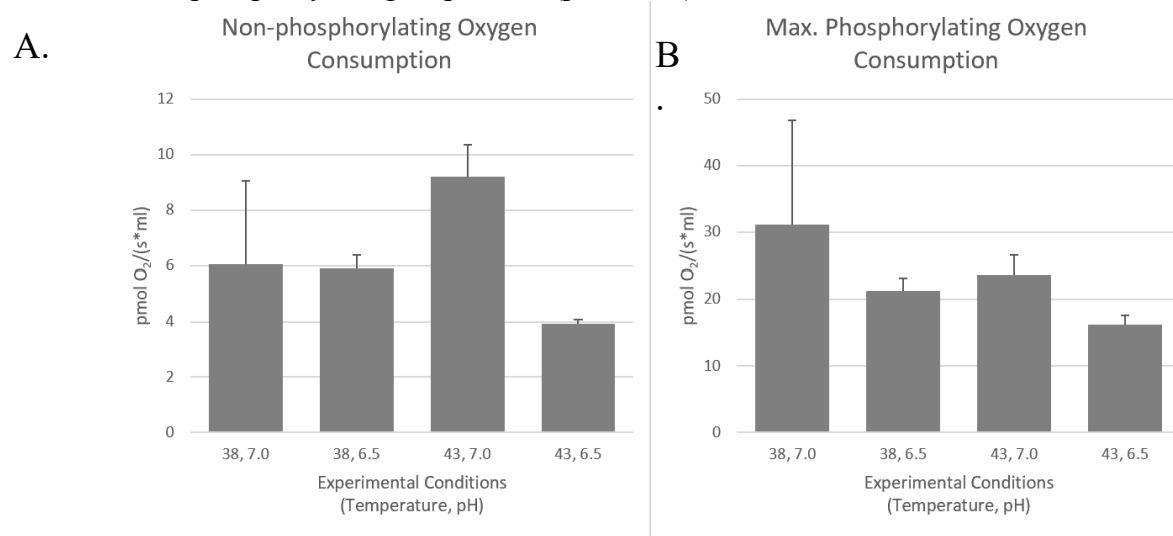 A.
Non-phosphorylating Oxygen
Consumption
12
10
8
6
4
2
0
pmol O₂/(s*ml)
38, 7.0 38, 6.5 43, 7.0 43, 6.5
Experimental Conditions
(Temperature, pH)
B
.
Max. Phosphorylating Oxygen
Consumption
50
40
30
20
10
0
pmol O₂/(s*ml)
38, 7.0 38, 6.5 43, 7.0 43, 6.5
Experimental Conditions
(Temperature, pH)